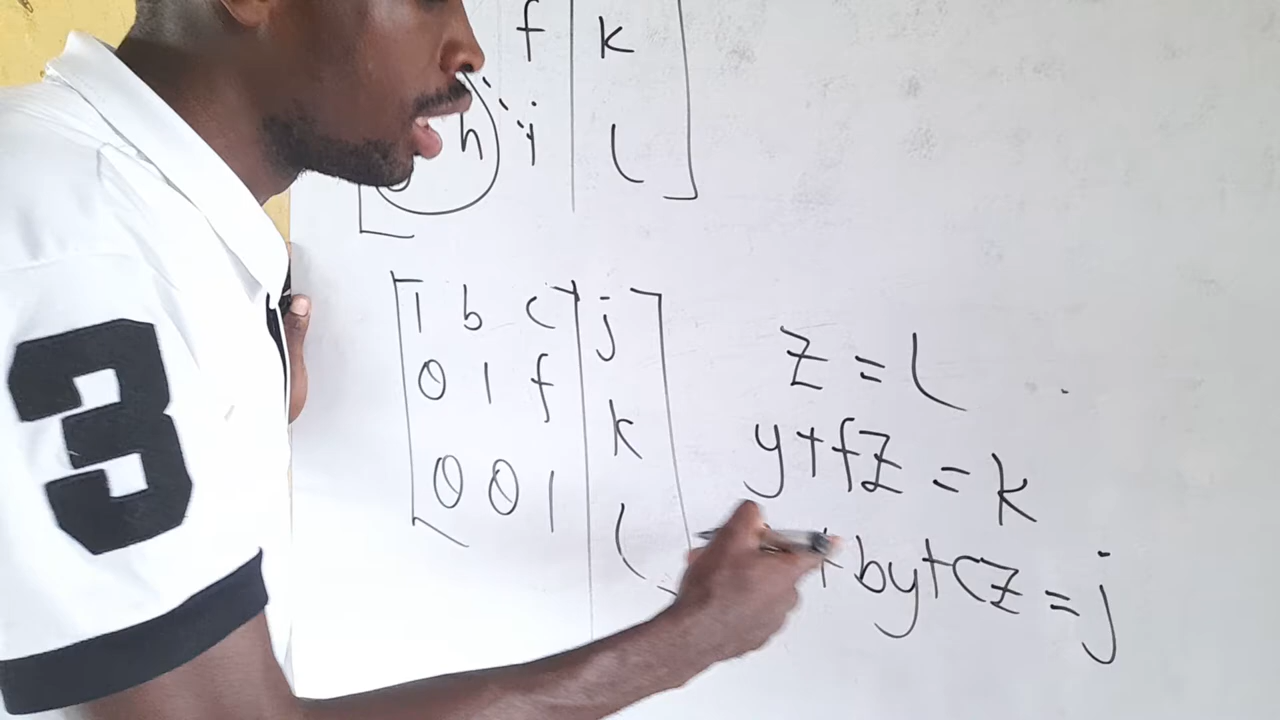 f k
h i l
1 b c j
0 1 f k
0 0 1 l
z = l
y+fz = k
+by+cz = j
3